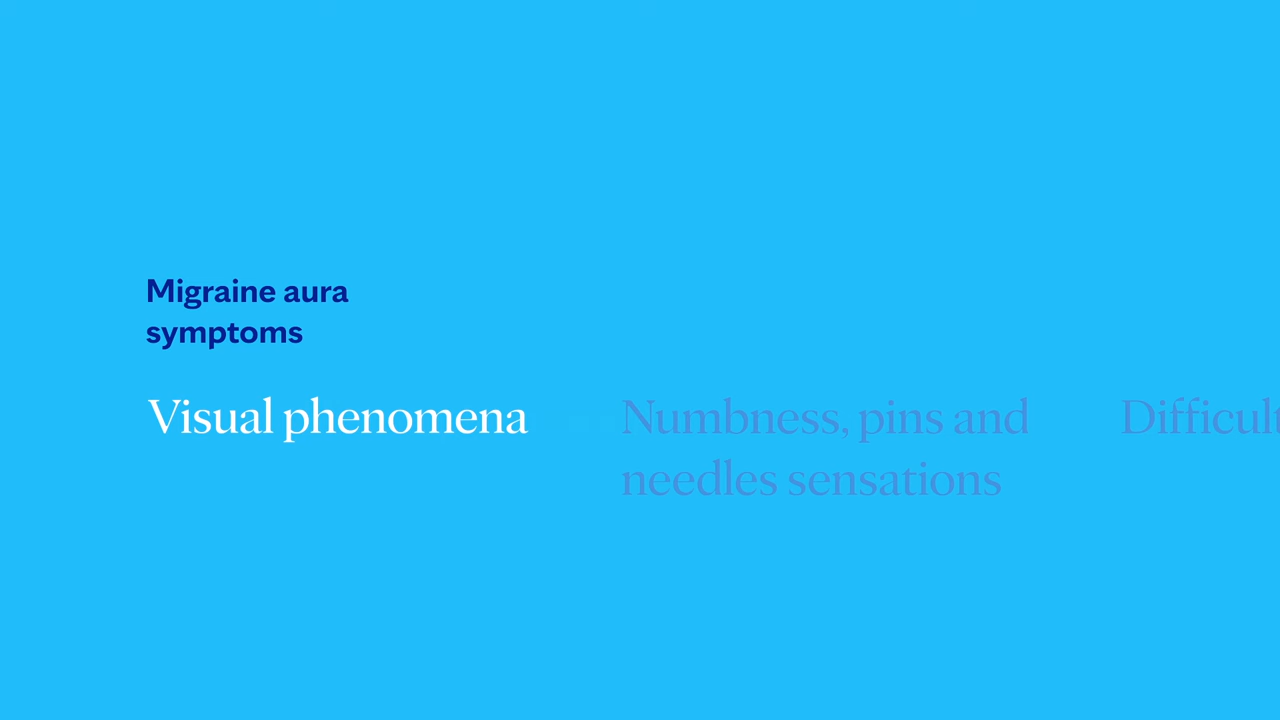 Migraine aura
symptoms
Visual phenomena
Numbness, pins and
needles sensations